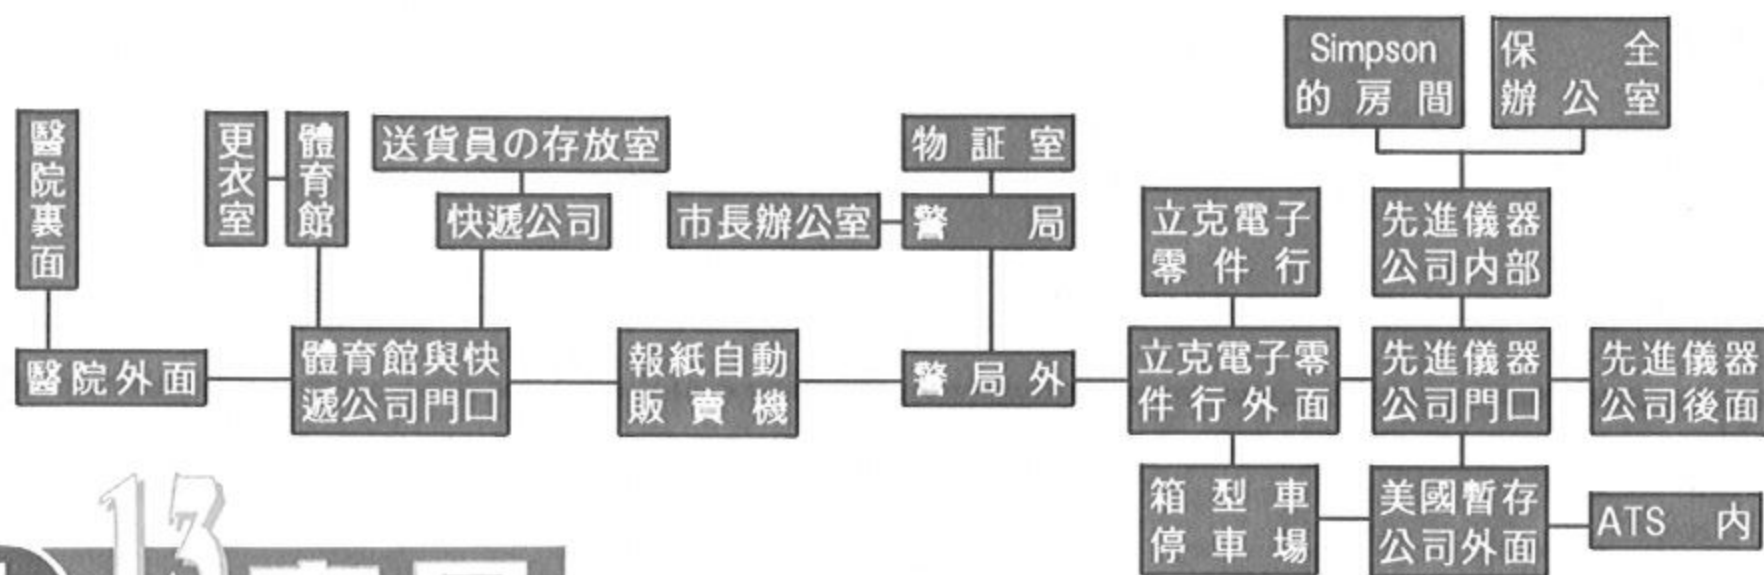 Simpson
的房間
保全
辦公室
醫院裏面
更衣室
體育館
送貨員の存放室
物証室
快遞公司
市長辦公室
警局
立克電子
零件行
先進儀器
公司内部
醫院外面
體育館與快
遞公司門口
報紙自動
販賣機
警局外
立克電子零
件行外面
先進儀器
公司門口
先進儀器
公司後面
箱型車
停車場
美國暫存
公司外面
ATS 内
13